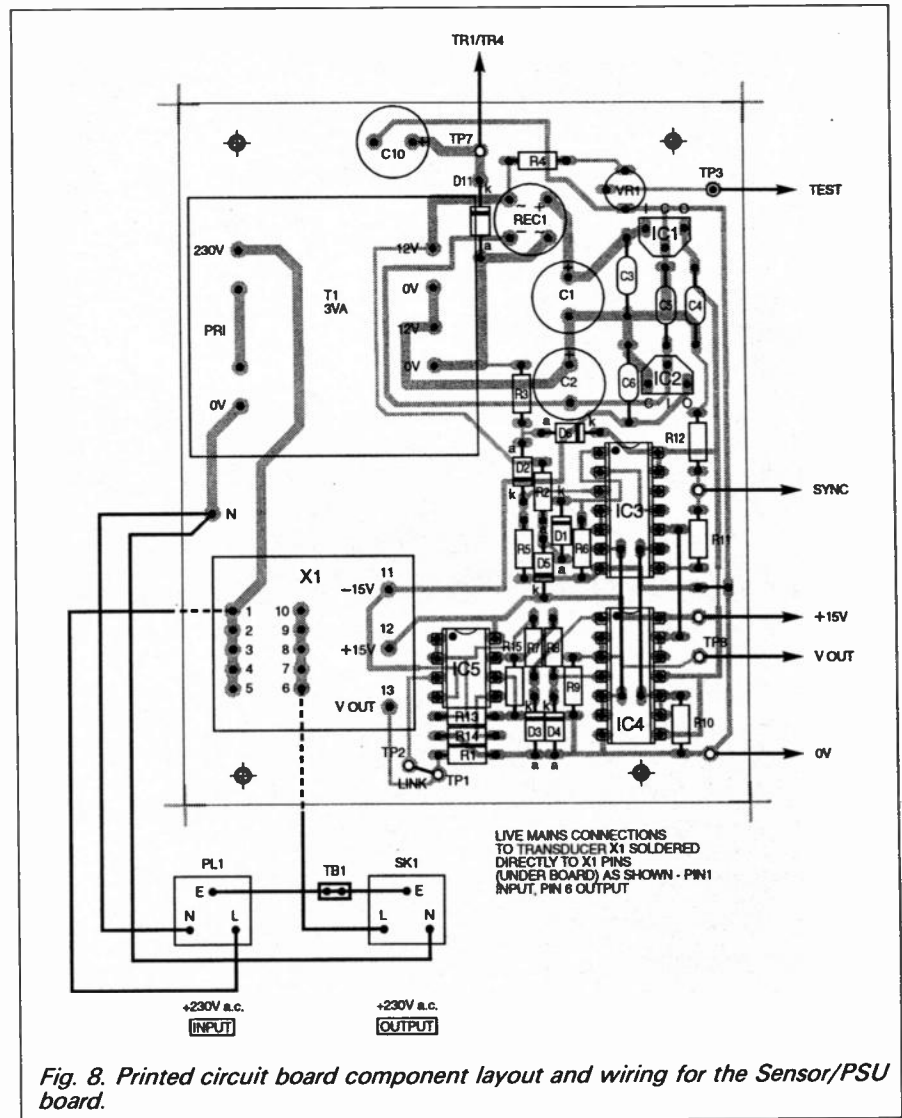 TR1/TR4
C10
TP7
D11
k
R4
VR1
TP3
TEST
REC1
− +
− −
I C O
IC1
a
230V
12V
T1
3VA
0V
+
C1
C3
C5
C4
PRI
12V
0V
0V
C2
C6
IC2
C I O
R3
R12
a
D6
k
a
D2
k
R2
k
SYNC
IC3
D1
R5
D5
a
R6
R11
k
N
X1
11
−15V
1
2
3
4
5
10
9
8
7
6
12
+15V
13
V OUT
+15V
TP8
V OUT
R15
R7
R8
R9
IC5
k k
IC4
R10
R13
R14
R1
D3
D4
a a
TP2
LINK
TP1
0V
LIVE MAINS CONNECTIONS
TO TRANSDUCER X1 SOLDERED
DIRECTLY TO X1 PINS
(UNDER BOARD) AS SHOWN - PIN1
INPUT, PIN 6 OUTPUT
PL1
E
N
L
TB1
SK1
E
L
N
+230V a.c.
INPUT
+230V a.c.
OUTPUT
Fig. 8. Printed circuit board component layout and wiring for the Sensor/PSU
board.